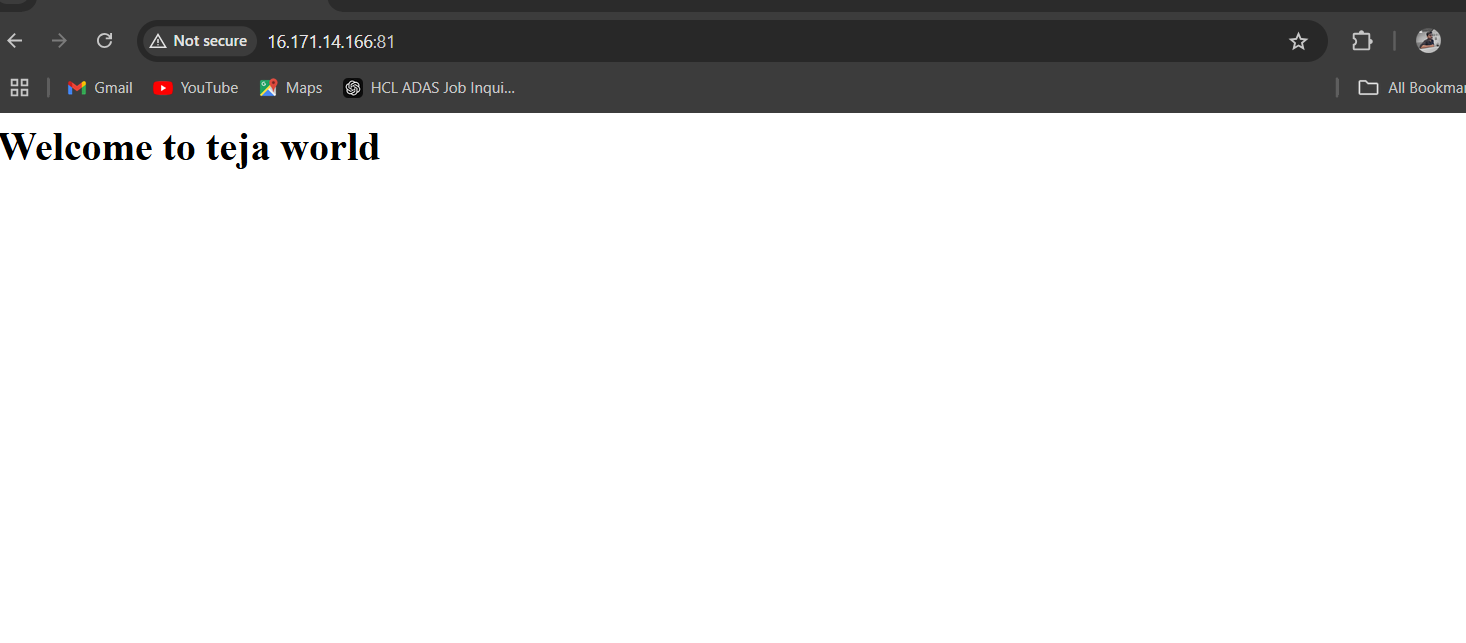 Not secure 16.171.14.166:81
Gmail YouTube Maps HCL ADAS Job Inqui... All Bookmar
Welcome to teja world